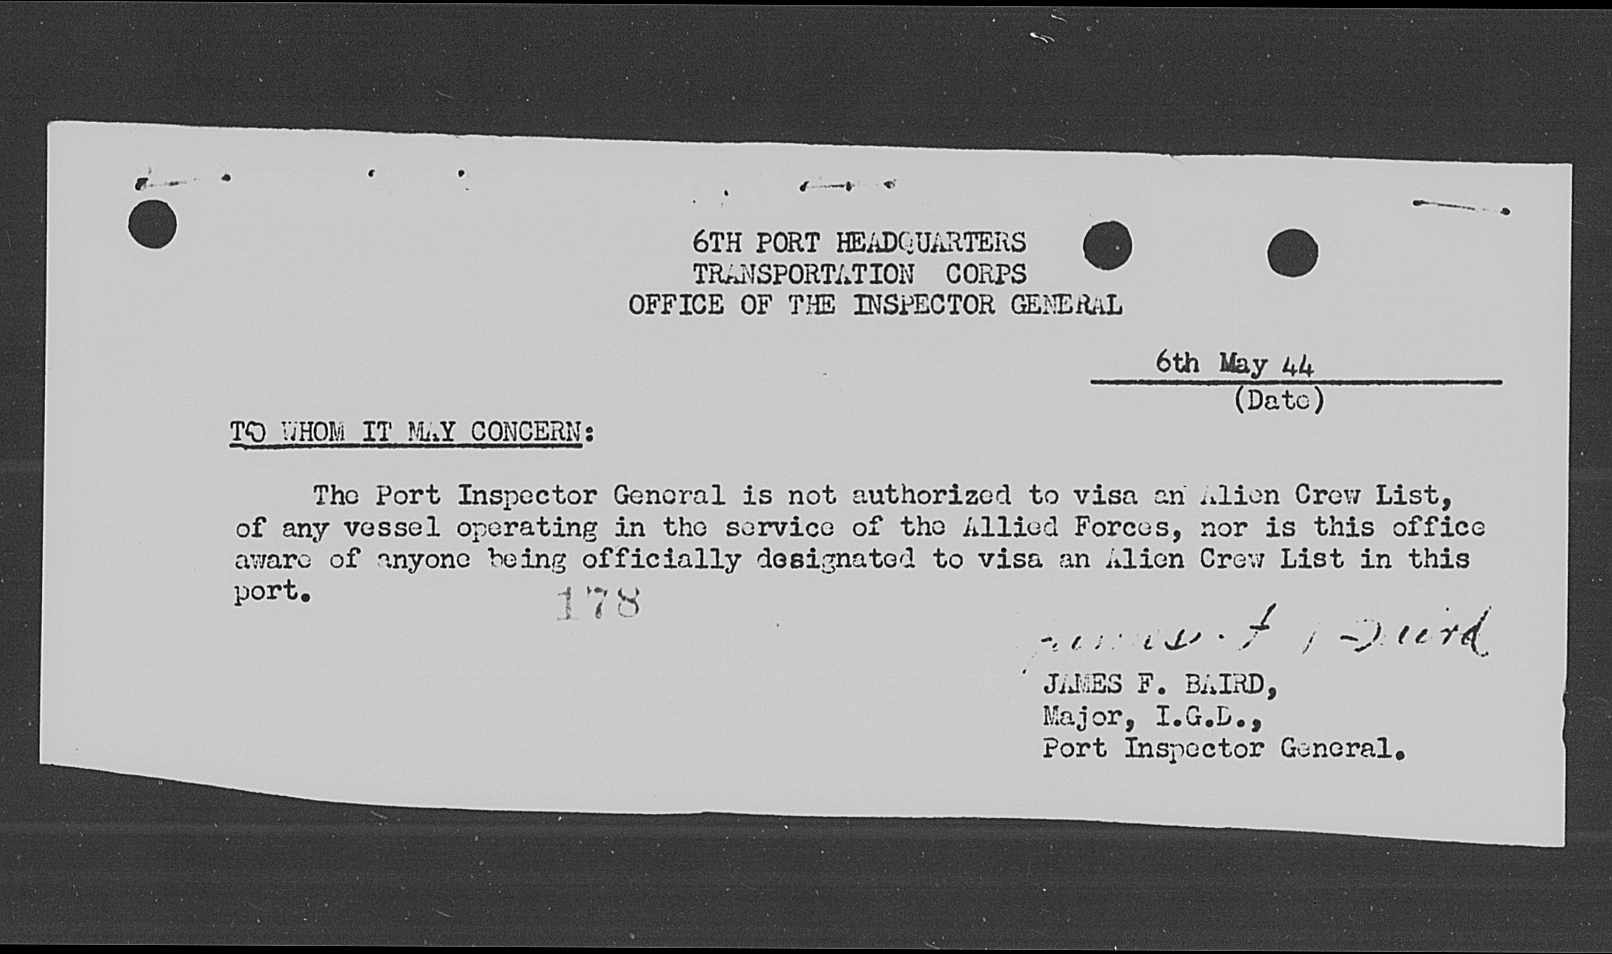 6TH PORT HEADQUARTERS
TRANSPORTATION CORPS
OFFICE OF THE INSPECTOR GENERAL
6th May 44
(Date)
TO WHOM IT MAY CONCERN:
The Port Inspector General is not authorized to visa an Alien Crew List,
of any vessel operating in the service of the Allied Forces, nor is this office
aware of anyone being officially designated to visa an Alien Crew List in this
port.
178
James F. Baird
JAMES F. BAIRD,
Major, I.G.D.,
Port Inspector General.